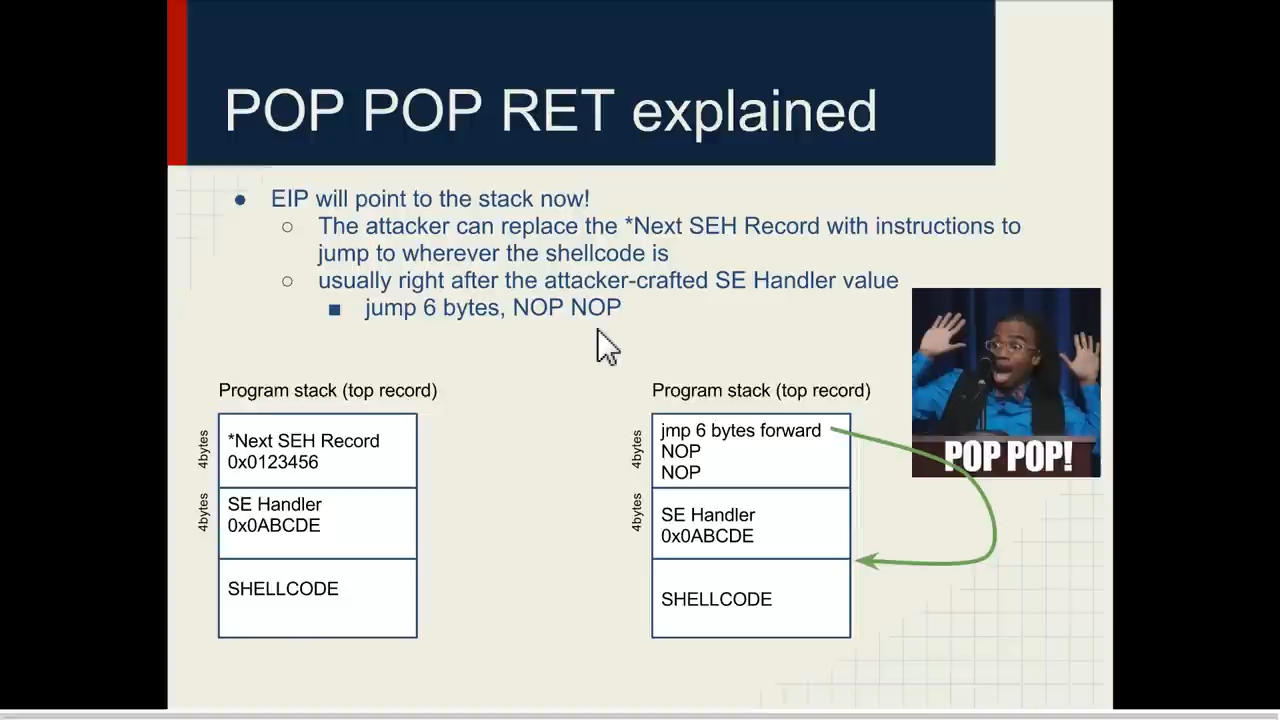 POP POP RET explained
● EIP will point to the stack now!
○ The attacker can replace the *Next SEH Record with instructions to
jump to wherever the shellcode is
○ usually right after the attacker-crafted SE Handler value
■ jump 6 bytes, NOP NOP
POP POP!
Program stack (top record)
4bytes
*Next SEH Record
0x0123456
4bytes
SE Handler
0x0ABCDE
SHELLCODE
Program stack (top record)
4bytes
jmp 6 bytes forward
NOP
NOP
4bytes
SE Handler
0x0ABCDE
SHELLCODE